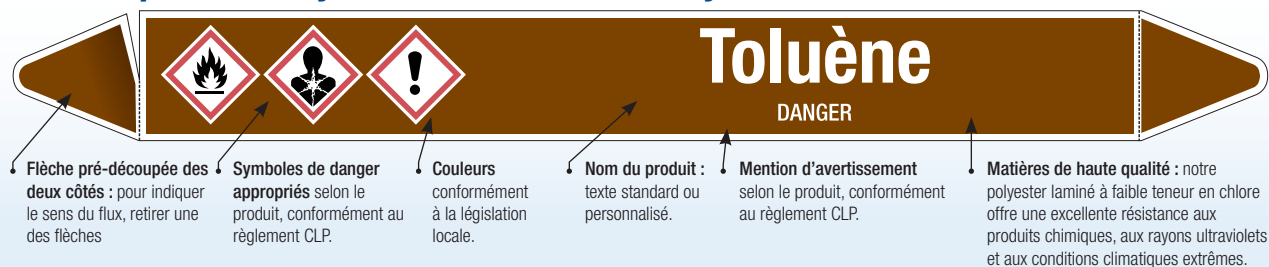 Toluène
DANGER
Flèche pré-découpée des
deux côtés : pour indiquer
le sens du flux, retirer une
des flèches
Symboles de danger
appropriés selon le
produit, conformément au
règlement CLP.
Couleurs
conformément
à la législation
locale.
Nom du produit :
texte standard ou
personnalisé.
Mention d'avertissement
selon le produit, conformément
au règlement CLP.
Matières de haute qualité : notre
polyester laminé à faible teneur en chlore
offre une excellente résistance aux
produits chimiques, aux rayons ultraviolets
et aux conditions climatiques extrêmes.